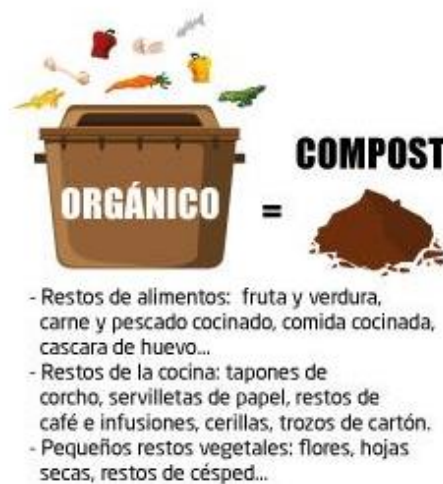 COMPOST
ORGÁNICO =
- Restos de alimentos: fruta y verdura,
carne y pescado cocinado, comida cocinada,
cascara de huevo...
- Restos de la cocina: tapones de
corcho, servilletas de papel, restos de
café e infusiones, cerillas, trozos de cartón.
- Pequeños restos vegetales: flores, hojas
secas, restos de césped...